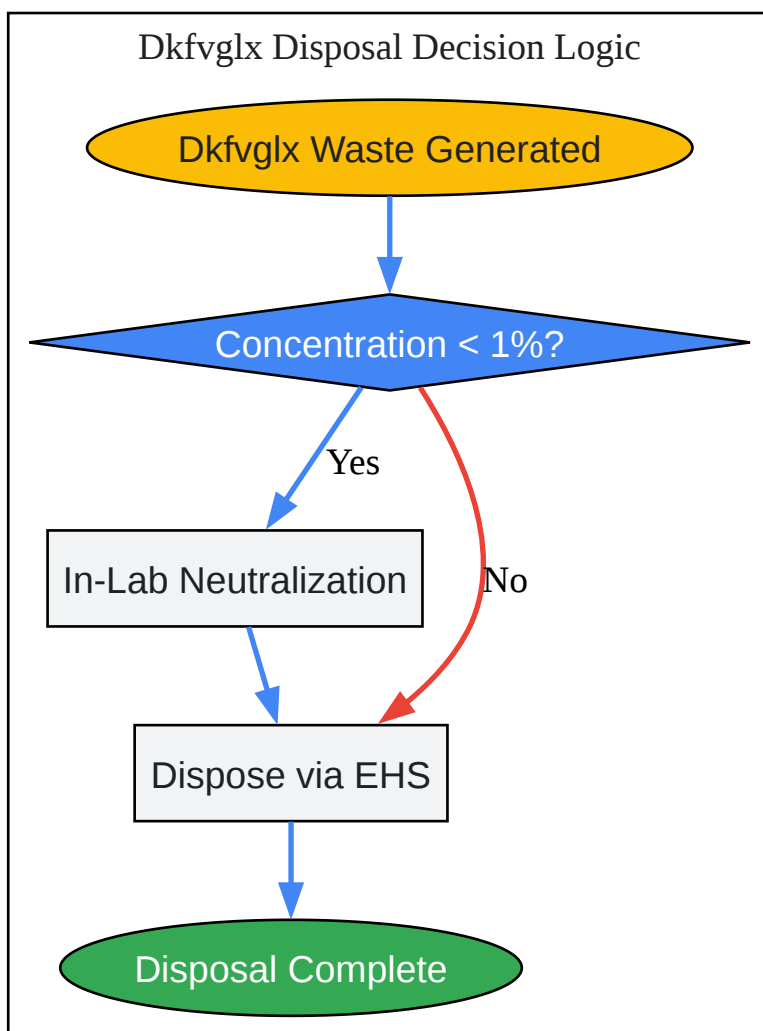 Dkfvglx Disposal Decision Logic
Dkfvglx Waste Generated
Concentration < 1%?
Yes
In-Lab Neutralization
No
Dispose via EHS
Disposal Complete